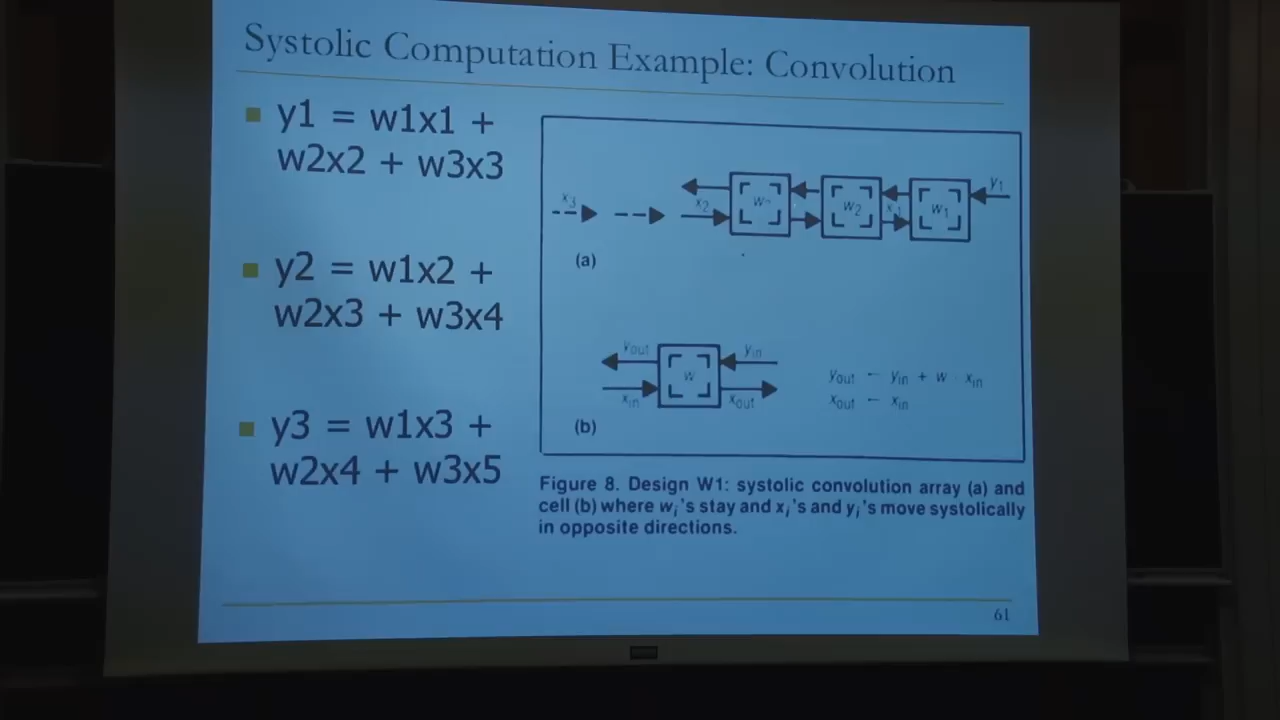 Systolic Computation Example: Convolution
y1 = w1x1 +
w2x2 + w3x3
y2 = w1x2 +
w2x3 + w3x4
y3 = w1x3 +
w2x4 + w3x5
x3
x2
w2
x1
w1
y1
(a)
yout
yin
w
xin
xout
yout ← yin + w · xin
xout ← xin
(b)
Figure 8. Design W1: systolic convolution array (a) and
cell (b) where wi's stay and xi's and yi's move systolically
in opposite directions.
61